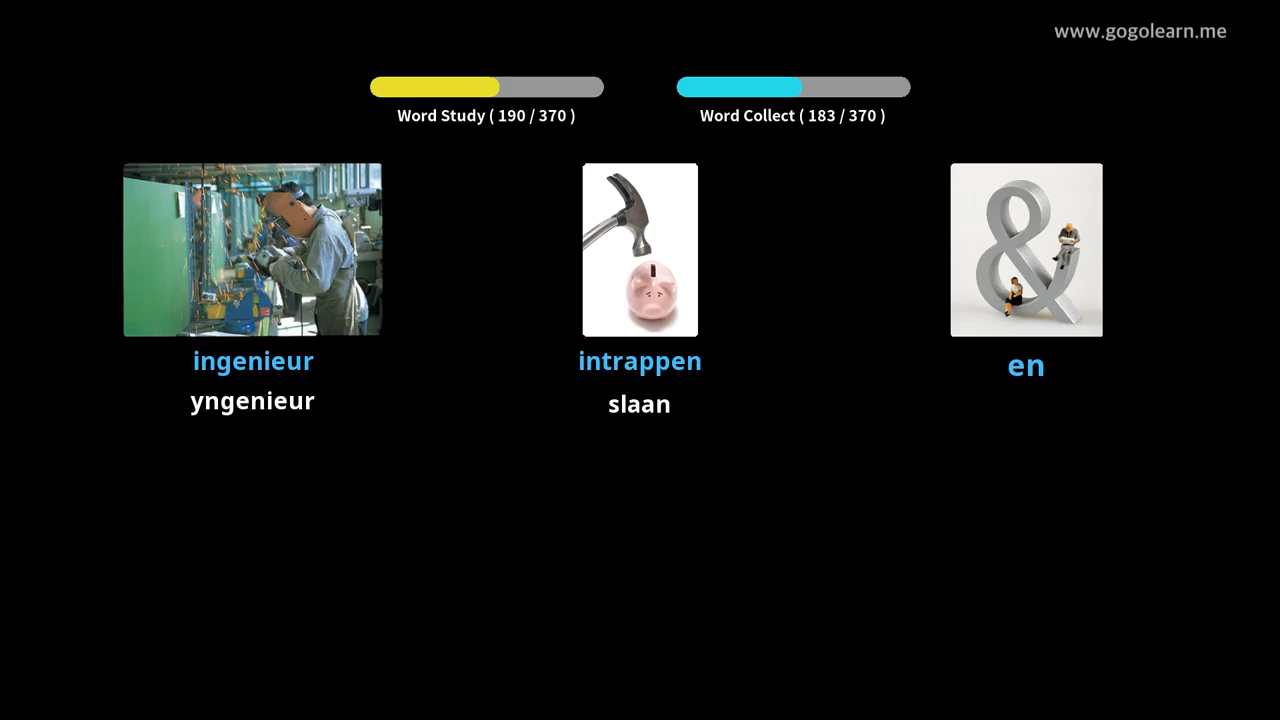 www.gogolearn.me
Word Study ( 190 / 370 )
Word Collect ( 183 / 370 )
ingenieur
yngenieur
intrappen
slaan
&
en